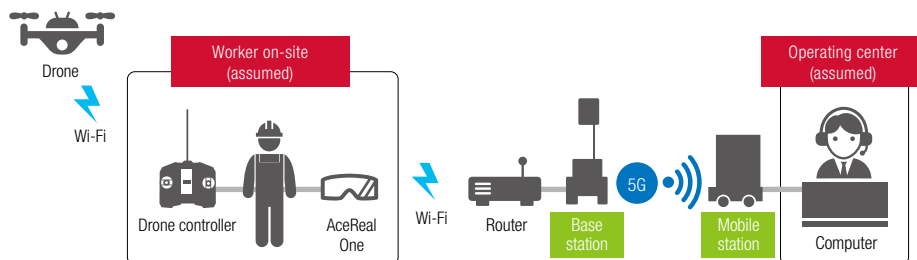 Drone
Wi-Fi
Worker on-site
(assumed)
Drone controller
AceReal
One
Wi-Fi
Router
Base
station
5G
Mobile
station
Operating center
(assumed)
Computer